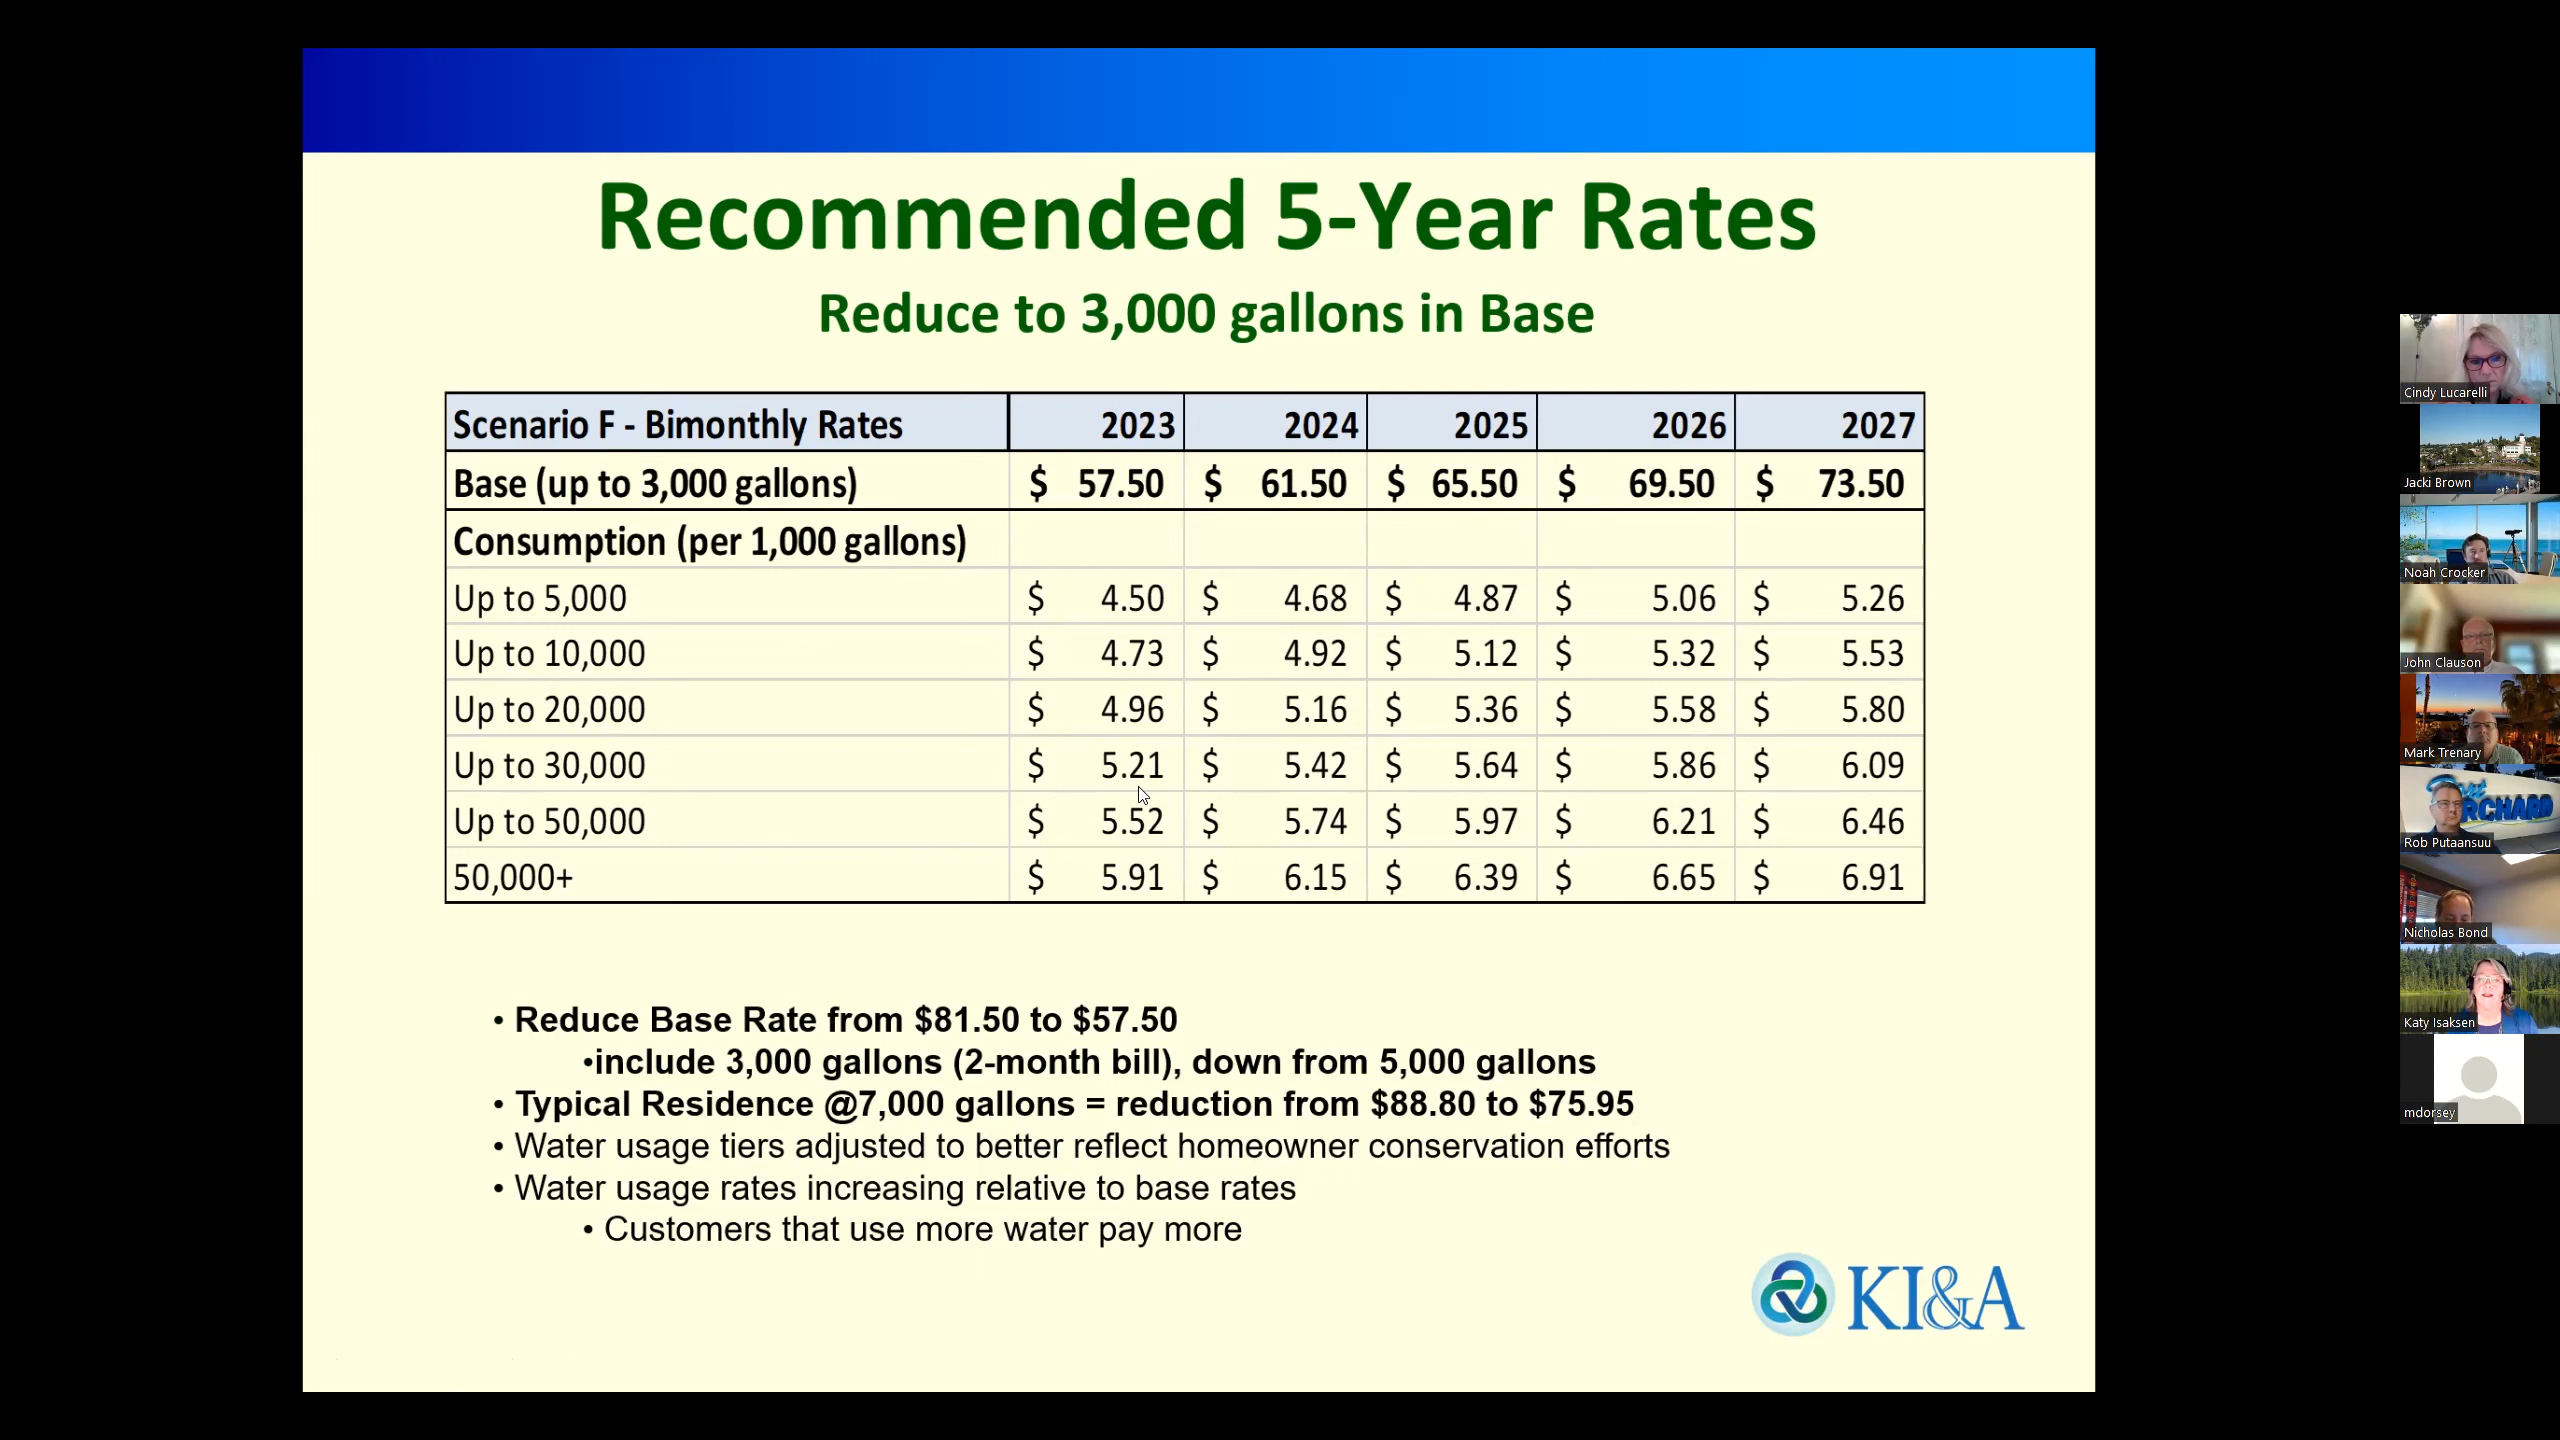 Recommended 5-Year Rates
Reduce to 3,000 gallons in Base
Scenario F - Bimonthly Rates 2023 2024 2025 2026 2027
Base (up to 3,000 gallons) $ 57.50 $ 61.50 $ 65.50 $ 69.50 $ 73.50
Consumption (per 1,000 gallons)
Up to 5,000 $ 4.50 $ 4.68 $ 4.87 $ 5.06 $ 5.26
Up to 10,000 $ 4.73 $ 4.92 $ 5.12 $ 5.32 $ 5.53
Up to 20,000 $ 4.96 $ 5.16 $ 5.36 $ 5.58 $ 5.80
Up to 30,000 $ 5.21 $ 5.42 $ 5.64 $ 5.86 $ 6.09
Up to 50,000 $ 5.52 $ 5.74 $ 5.97 $ 6.21 $ 6.46
50,000+ $ 5.91 $ 6.15 $ 6.39 $ 6.65 $ 6.91
• Reduce Base Rate from $81.50 to $57.50
•include 3,000 gallons (2-month bill), down from 5,000 gallons
• Typical Residence @7,000 gallons = reduction from $88.80 to $75.95
• Water usage tiers adjusted to better reflect homeowner conservation efforts
• Water usage rates increasing relative to base rates
• Customers that use more water pay more
KI&A
Cindy Lucarelli
Jacki Brown
Noah Crocker
John Clauson
Mark Trenary
Rob Putaansuu
Nicholas Bond
Katy Isaksen
mdorsey